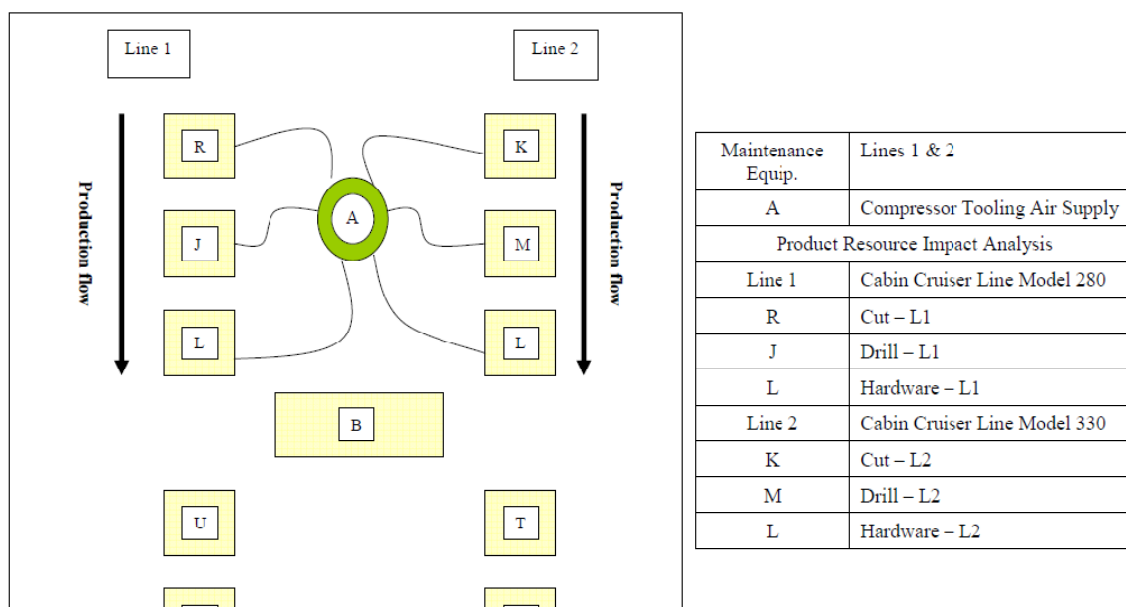 Line 1
Line 2
Production flow
Production flow
R
K
A
J
M
L
L
B
U
T
Maintenance Equip.
Lines 1 & 2
A
Compressor Tooling Air Supply
Product Resource Impact Analysis
Line 1
Cabin Cruiser Line Model 280
R
Cut – L1
J
Drill – L1
L
Hardware – L1
Line 2
Cabin Cruiser Line Model 330
K
Cut – L2
M
Drill – L2
L
Hardware – L2